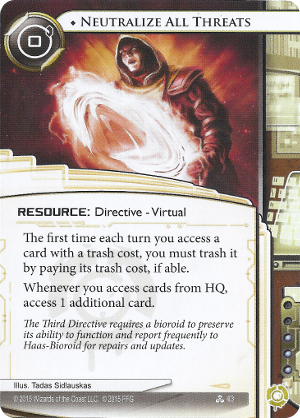 ◆ Neutralize All Threats
0
RESOURCE: Directive - Virtual
The first time each turn you access a
card with a trash cost, you must trash it
by paying its trash cost, if able.
Whenever you access cards from HQ,
access 1 additional card.
The Third Directive requires a bioroid to preserve
its ability to function and report frequently to
Haas-Bioroid for repairs and updates.
Illus. Tadas Sidlauskas
© 2015 Wizards of the Coast LLC. © 2015 FFG
43